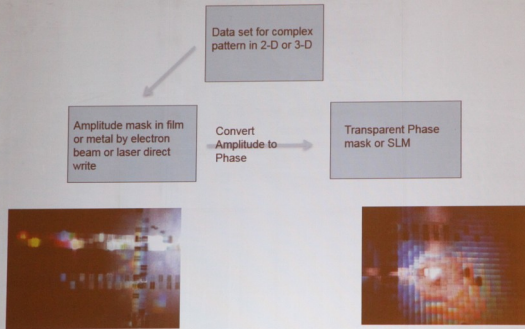 Data set for complex
pattern in 2-D or 3-D
Amplitude mask in film
or metal by electron
beam or laser direct
write
Convert
Amplitude to
Phase
Transparent Phase
mask or SLM